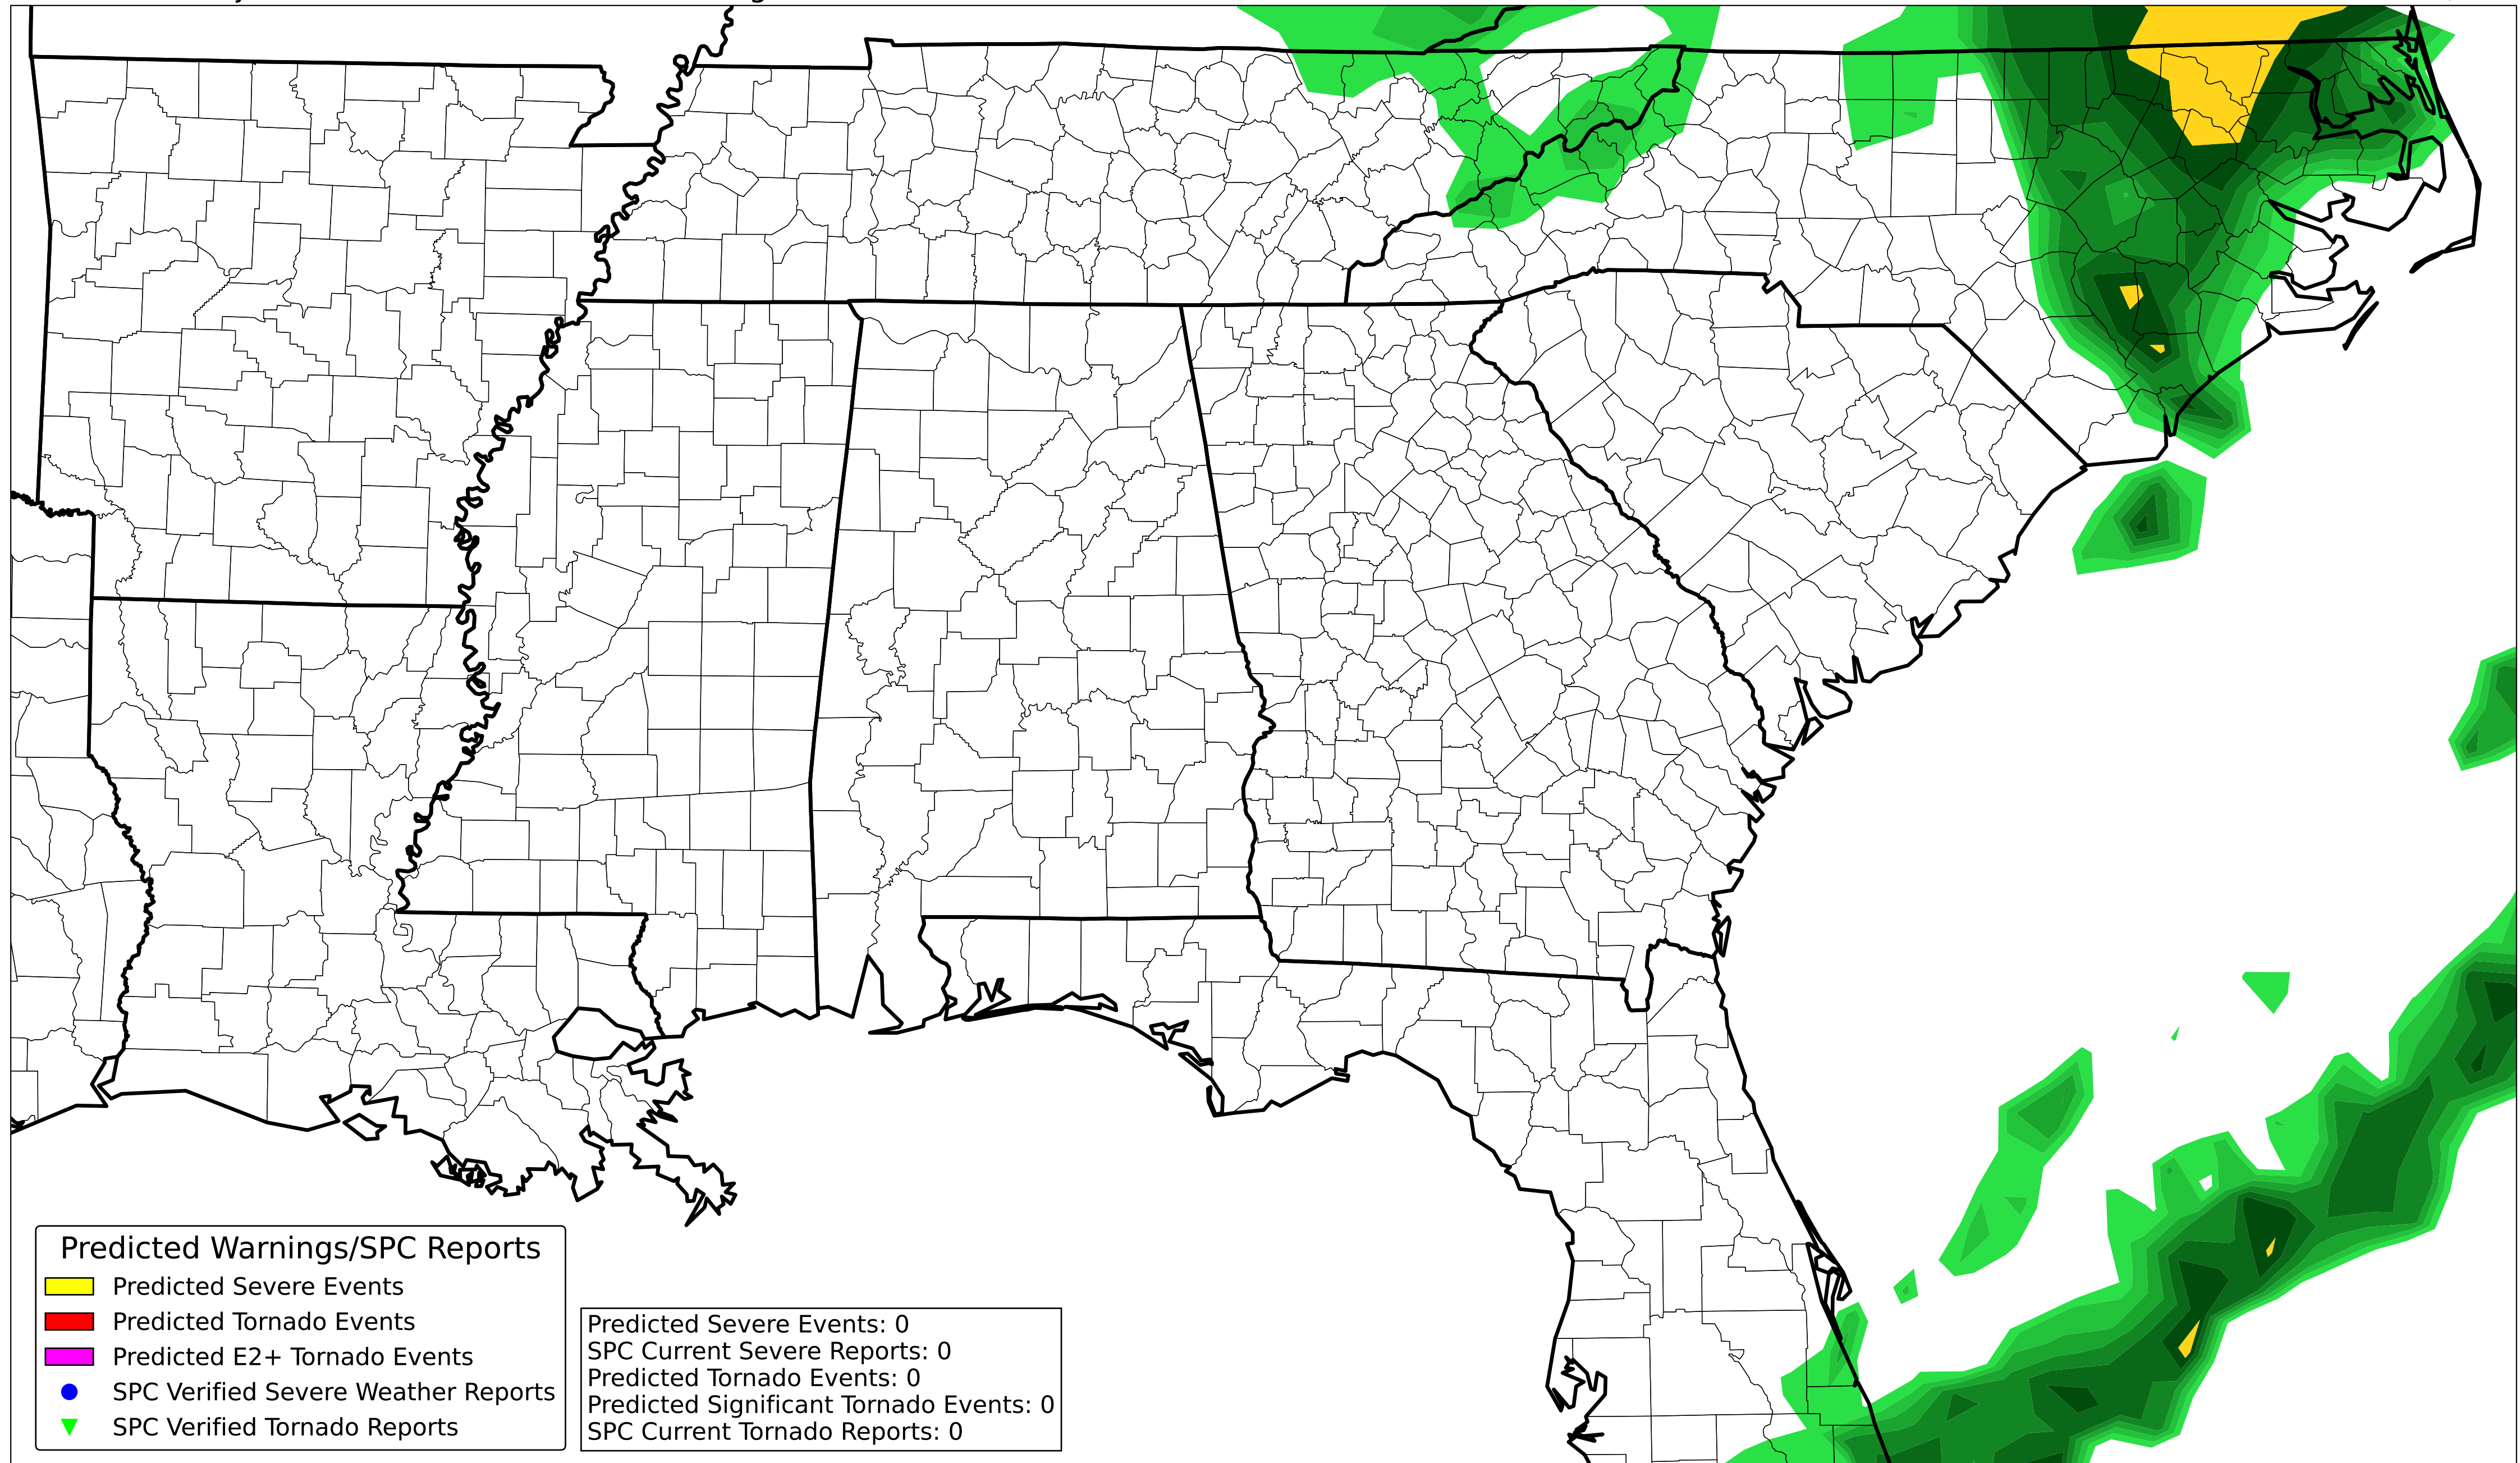 Predicted Warnings/SPC Reports
Predicted Severe Events
Predicted Tornado Events
Predicted E2+ Tornado Events
SPC Verified Severe Weather Reports
SPC Verified Tornado Reports
Predicted Severe Events: 0
SPC Current Severe Reports: 0
Predicted Tornado Events: 0
Predicted Significant Tornado Events: 0
SPC Current Tornado Reports: 0